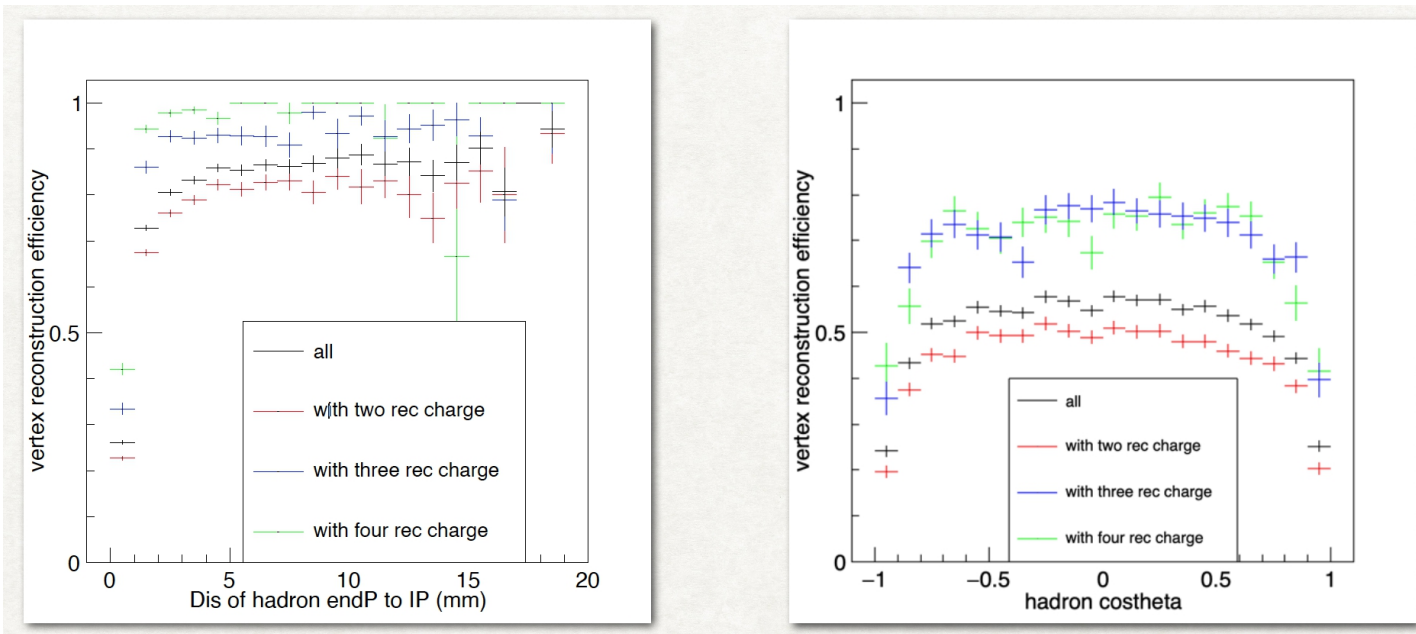 vertex reconstruction efficiency
1
0.5
0
all
with two rec charge
with three rec charge
with four rec charge
0 5 10 15 20
Dis of hadron endP to IP (mm)
vertex reconstruction efficiency
1
0.5
0
all
with two rec charge
with three rec charge
with four rec charge
−1 −0.5 0 0.5 1
hadron costheta